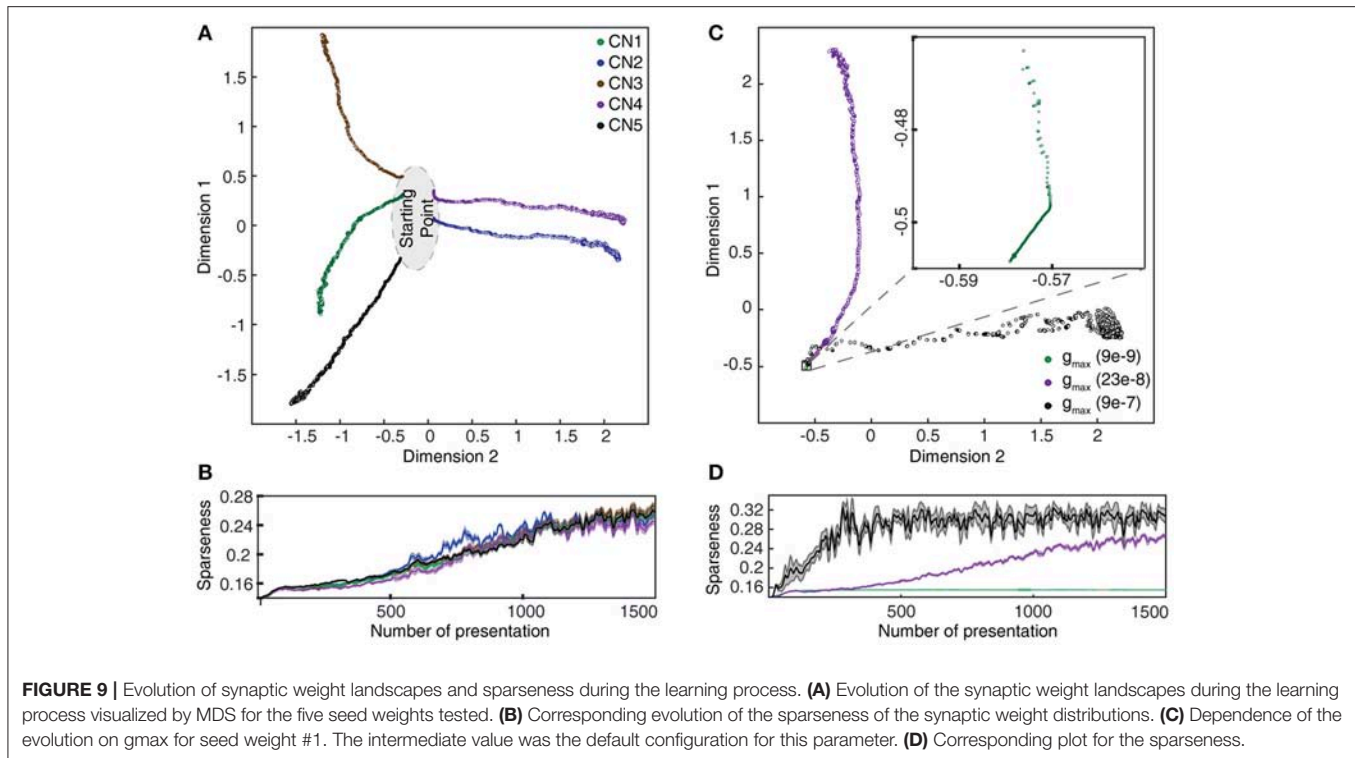 A
CN1
CN2
CN3
CN4
CN5
1.5
1
0.5
0
-0.5
-1
-1.5
Dimension 1
Starting
Point
-1.5 -1 -0.5 0 0.5 1 1.5 2
Dimension 2
B
0.28
0.24
0.2
0.16
Sparseness
500 1000 1500
Number of presentation
C
2
1.5
1
0.5
0
-0.5
Dimension 1
-0.48
-0.5
-0.59 -0.57
gmax (9e-9)
gmax (23e-8)
gmax (9e-7)
-0.5 0 0.5 1 1.5 2
Dimension 2
D
0.32
0.28
0.24
0.2
0.16
Sparseness
500 1000 1500
Number of presentation
FIGURE 9 | Evolution of synaptic weight landscapes and sparseness during the learning process. (A) Evolution of the synaptic weight landscapes during the learning
process visualized by MDS for the five seed weights tested. (B) Corresponding evolution of the sparseness of the synaptic weight distributions. (C) Dependence of the
evolution on gmax for seed weight #1. The intermediate value was the default configuration for this parameter. (D) Corresponding plot for the sparseness.